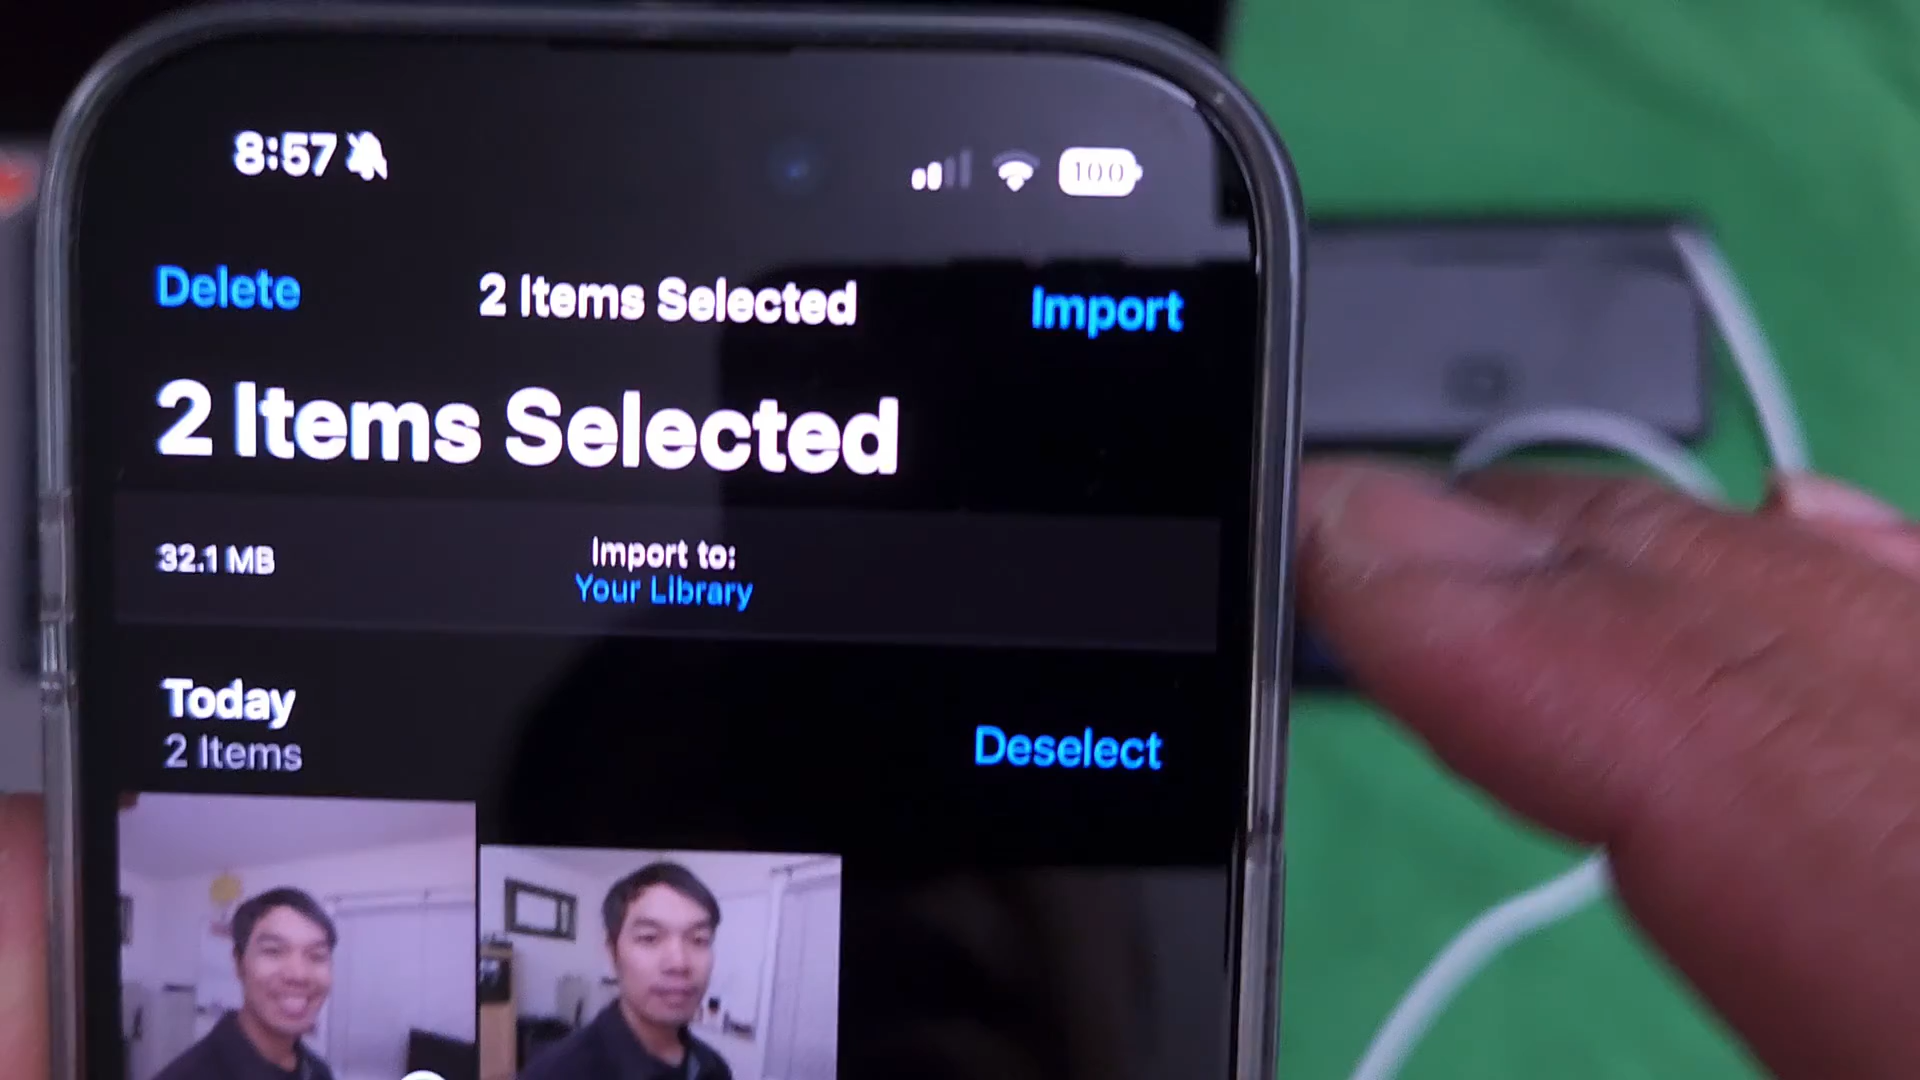 8:57
100
Delete
2 Items Selected
Import
2 Items Selected
32.1 MB
Import to:
Your Library
Today
2 Items
Deselect